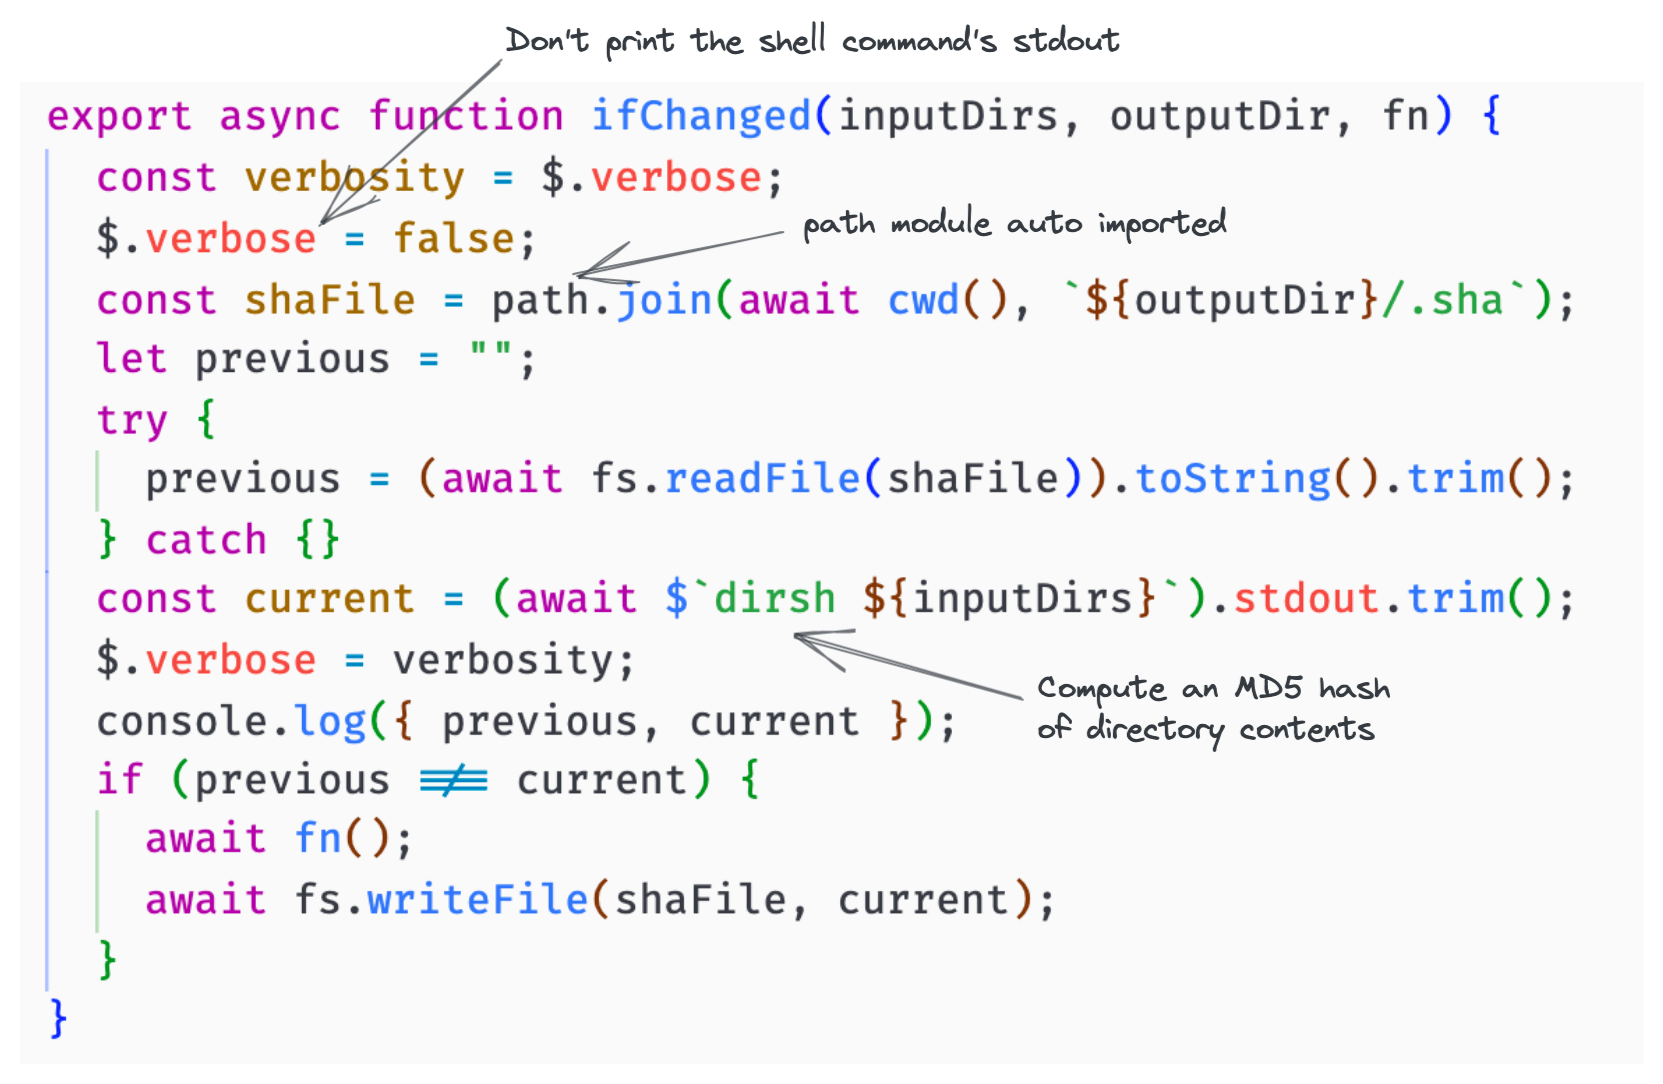 Don't print the shell command's stdout
export async function ifChanged(inputDirs, outputDir, fn) {
const verbosity = $.verbose;
$.verbose = false;
path module auto imported
const shaFile = path.join(await cwd(), `${outputDir}/.sha`);
let previous = "";
try {
previous = (await fs.readFile(shaFile)).toString().trim();
} catch {}
const current = (await $`dirsh ${inputDirs}`).stdout.trim();
$.verbose = verbosity;
Compute an MD5 hash
of directory contents
console.log({ previous, current });
if (previous !== current) {
await fn();
await fs.writeFile(shaFile, current);
}
}